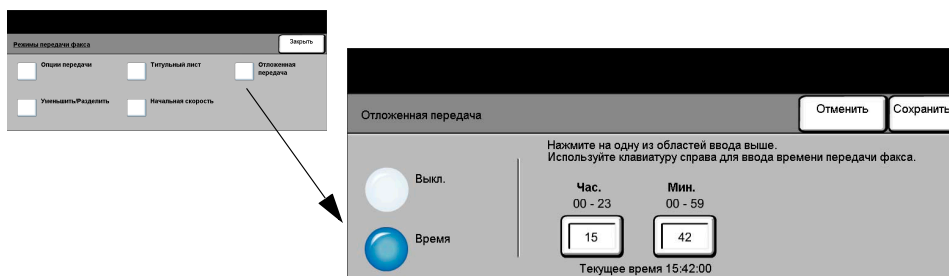 Режимы передачи факса
Закрыть
Опции передачи
Титульный лист
Отложенная
передача
Уменьшить/Разделить
Начальная скорость
Отложенная передача
Отменить
Сохранить
Нажмите на одну из областей ввода выше.
Используйте клавиатуру справа для ввода времени передачи факса.
Выкл.
Час.
Мин.
00 - 23
00 - 59
Время
15
42
Текущее время 15:42:00